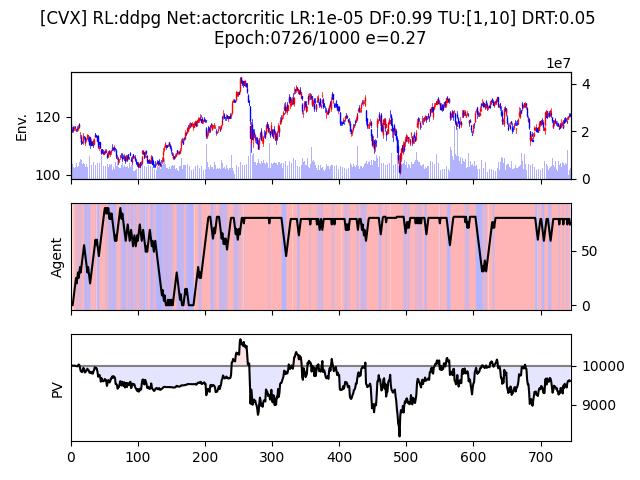 [CVX] RL:ddpg Net:actorcritic LR:1e-05 DF:0.99 TU:[1,10] DRT:0.05
Epoch:0726/1000 e=0.27
1e7
Env.
120
100
4
2
0
Agent
50
0
PV
10000
9000
0 100 200 300 400 500 600 700